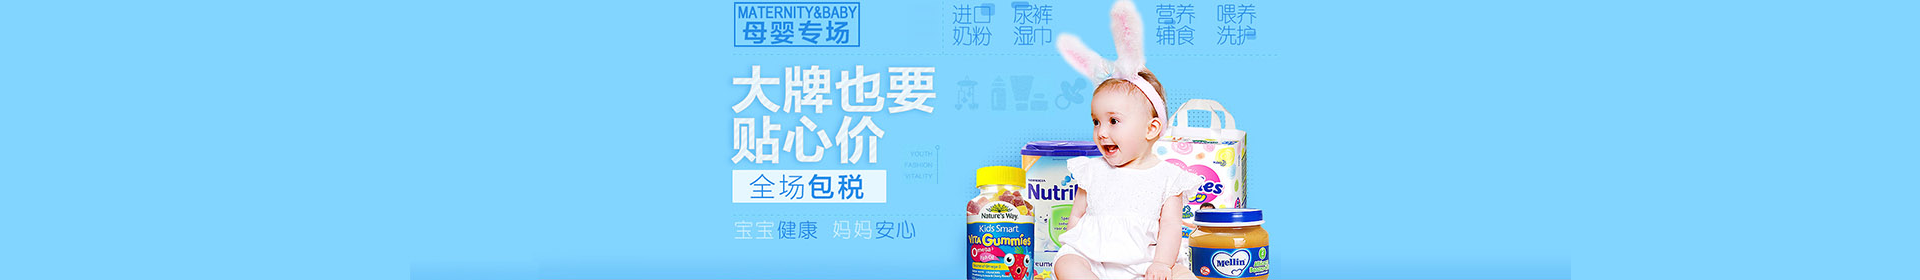 MATERNITY&BABY
母婴专场
进口 尿裤 营养 喂养
奶粉 湿巾 辅食 洗护
大牌也要
贴心价
YOUTH
FASHION
VITALITY
全场包税
宝宝健康 妈妈安心
Nature's Way
Kids Smart
VITA Gummies
Omega
Nutril
Mellin